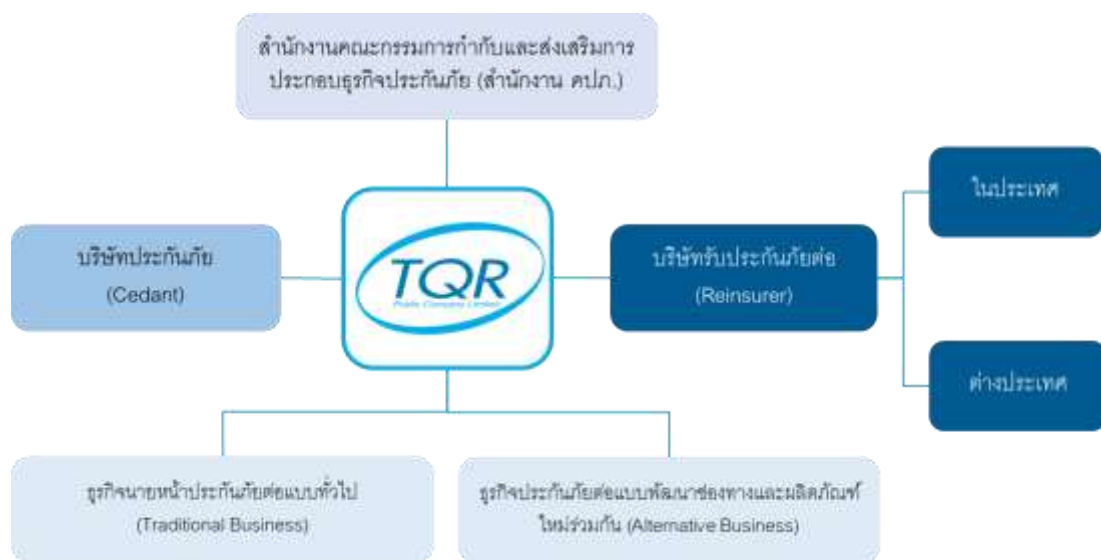 สำนักงานคณะกรรมการกำกับและส่งเสริมการ
ประกอบธุรกิจประกันภัย (สำนักงาน คปภ.)
ในประเทศ
บริษัทประกันภัย
(Cedant)
TQR
Public Company Limited
บริษัทรับประกันภัยต่อ
(Reinsurer)
ต่างประเทศ
ธุรกิจนายหน้าประกันภัยต่อแบบทั่วไป
(Traditional Business)
ธุรกิจประกันภัยต่อแบบพัฒนาช่องทางและผลิตภัณฑ์
ใหม่ร่วมกัน (Alternative Business)